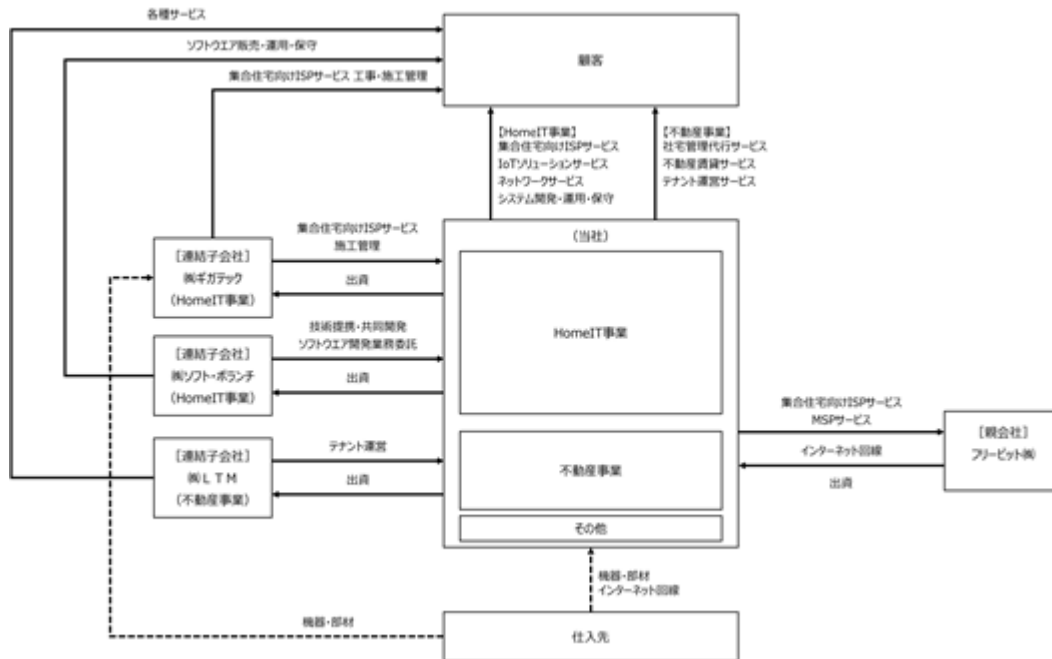 各種サービス
ソフトウエア販売・運用・保守
集合住宅向けISPサービス 工事・施工管理
顧客
【HomeIT事業】
集合住宅向けISPサービス
IoTソリューションサービス
ネットワークサービス
システム開発・運用・保守
【不動産事業】
社宅管理代行サービス
不動産賃貸サービス
テナント運営サービス
集合住宅向けISPサービス
施工管理
出資
[連結子会社]
㈱ギガテック
(HomeIT事業)
技術提携・共同開発
ソフトウエア開発業務委託
出資
[連結子会社]
㈱ソフト・ボランチ
(HomeIT事業)
テナント運営
出資
[連結子会社]
㈱LTM
(不動産事業)
(当社)
HomeIT事業
不動産事業
その他
集合住宅向けISPサービス
MSPサービス
インターネット回線
出資
[親会社]
フリービット㈱
機器・部材
インターネット回線
機器・部材
仕入先